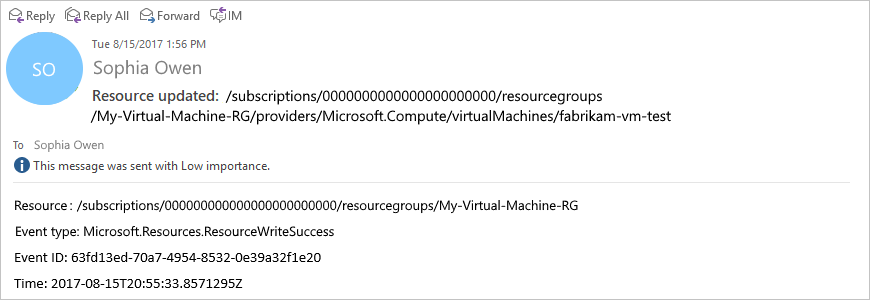 Reply Reply All Forward IM
Tue 8/15/2017 1:56 PM
SO
Sophia Owen
Resource updated: /subscriptions/0000000000000000000000/resourcegroups
/My-Virtual-Machine-RG/providers/Microsoft.Compute/virtualMachines/fabrikam-vm-test
To Sophia Owen
This message was sent with Low importance.
Resource: /subscriptions/0000000000000000000000/resourcegroups/My-Virtual-Machine-RG
Event type: Microsoft.Resources.ResourceWriteSuccess
Event ID: 63fd13ed-70a7-4954-8532-0e39a32f1e20
Time: 2017-08-15T20:55:33.8571295Z